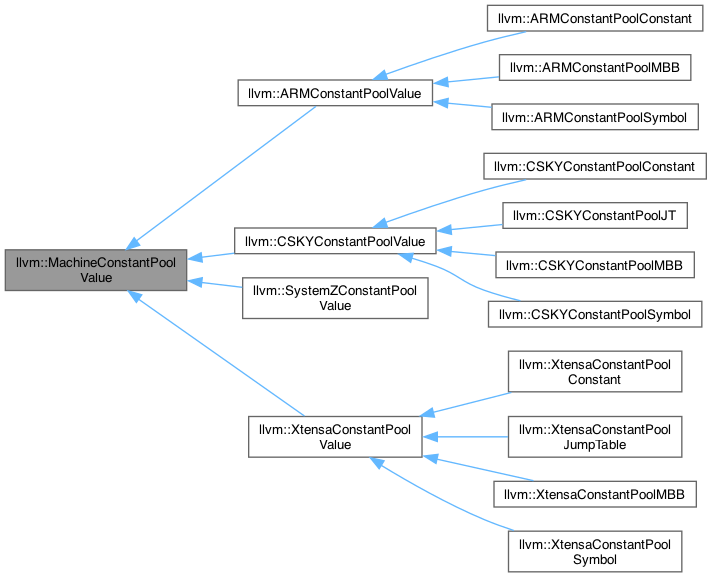 llvm::MachineConstantPool
Value
llvm::ARMConstantPoolValue
llvm::ARMConstantPoolConstant
llvm::ARMConstantPoolMBB
llvm::ARMConstantPoolSymbol
llvm::CSKYConstantPoolValue
llvm::CSKYConstantPoolConstant
llvm::CSKYConstantPoolJT
llvm::CSKYConstantPoolMBB
llvm::CSKYConstantPoolSymbol
llvm::SystemZConstantPool
Value
llvm::XtensaConstantPool
Value
llvm::XtensaConstantPool
Constant
llvm::XtensaConstantPool
JumpTable
llvm::XtensaConstantPoolMBB
llvm::XtensaConstantPool
Symbol